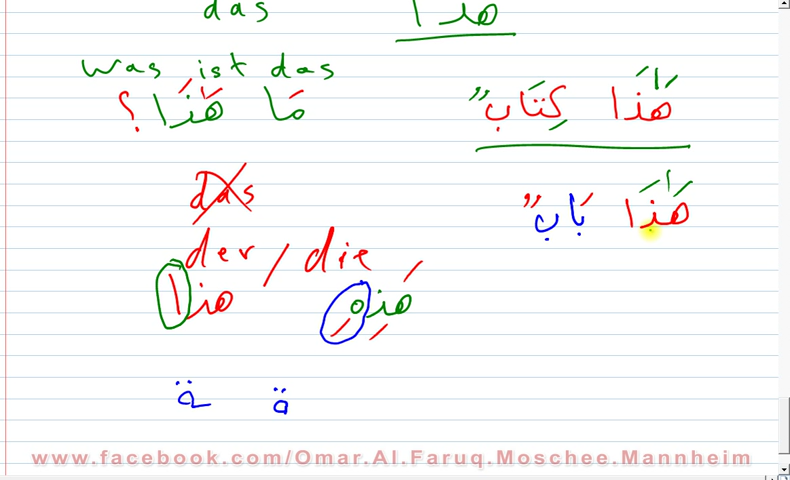 das هذا
was ist das
مَا هَٰذَا ؟ هَٰذَا كِتَابٌ
das
هَٰذَا بَابٌ
der / die
هذا هَذِهِ
ـة ة
www.facebook.com/Omar.Al.Faruq.Moschee.Mannheim